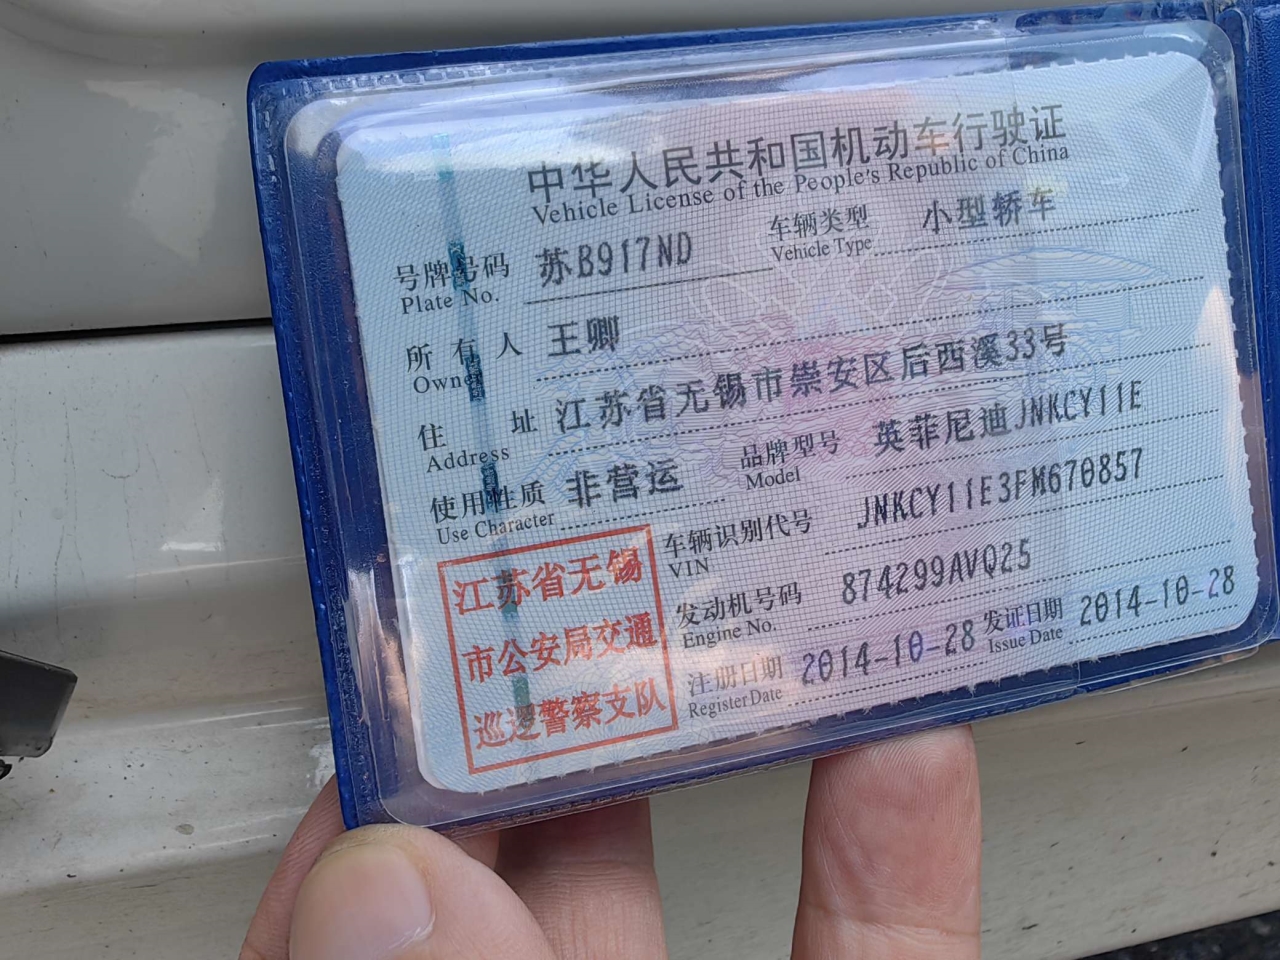 中华人民共和国机动车行驶证
Vehicle License of the People's Republic of China
号牌号码 苏B917ND 车辆类型 小型轿车
Plate No. Vehicle Type
所有人 王卿
Owner
住址 江苏省无锡市崇安区后西溪33号
Address
使用性质 非营运 品牌型号 英菲尼迪JNKCY11E
Use Character Model
车辆识别代号 JNKCY11E3FM670857
VIN
发动机号码 874299AVQ25
Engine No.
注册日期 2014-10-28 发证日期 2014-10-28
Register Date Issue Date
江苏省无锡
市公安局交通
巡逻警察支队